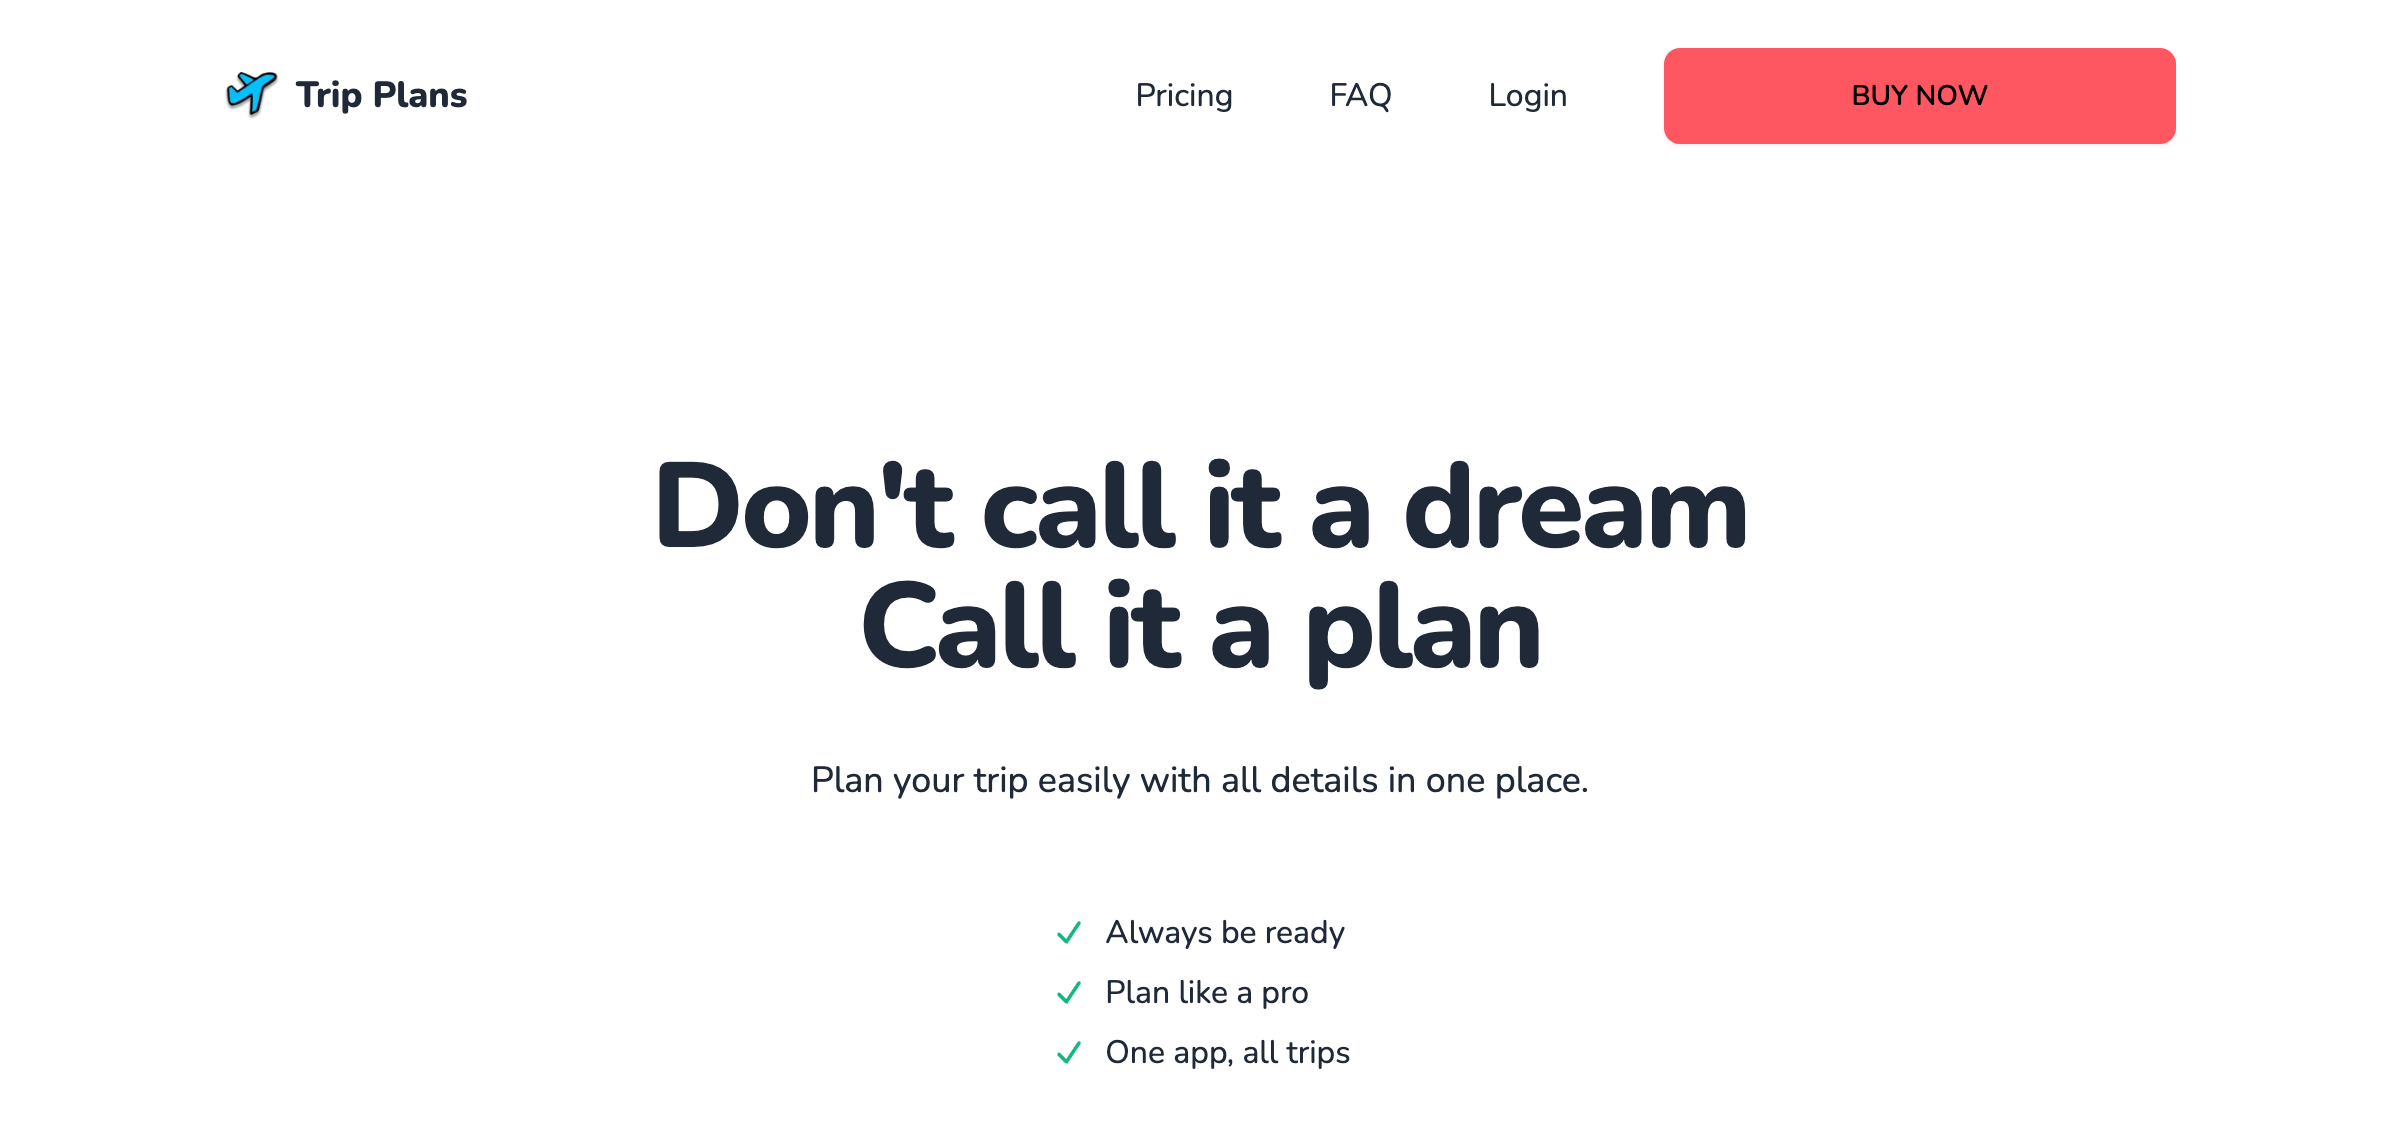 Trip Plans
Pricing
FAQ
Login
BUY NOW
Don't call it a dream
Call it a plan
Plan your trip easily with all details in one place.
Always be ready
Plan like a pro
One app, all trips